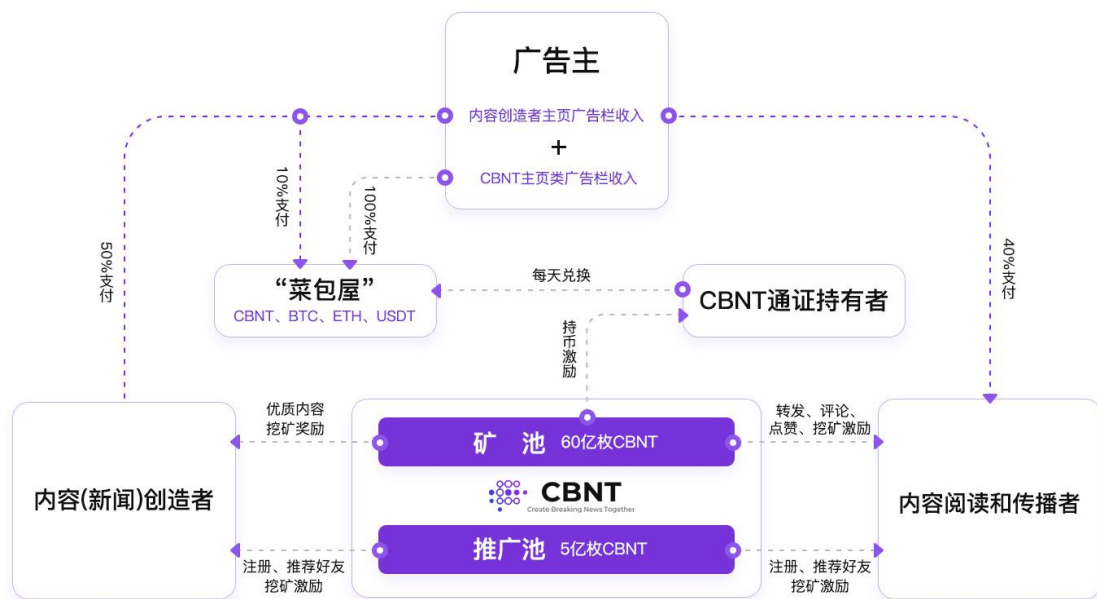 广告主
内容创造者主页广告栏收入
+
CBNT主页类广告栏收入
10%支付
100%支付
50%支付
40%支付
“菜包屋”
CBNT、BTC、ETH、USDT
每天兑换
CBNT通证持有者
持币激励
优质内容
挖矿奖励
矿 池 60亿枚CBNT
转发、评论、
点赞、挖矿激励
内容(新闻)创造者
CBNT
Create Breaking News Together
内容阅读和传播者
推广池 5亿枚CBNT
注册、推荐好友
挖矿激励
注册、推荐好友
挖矿激励